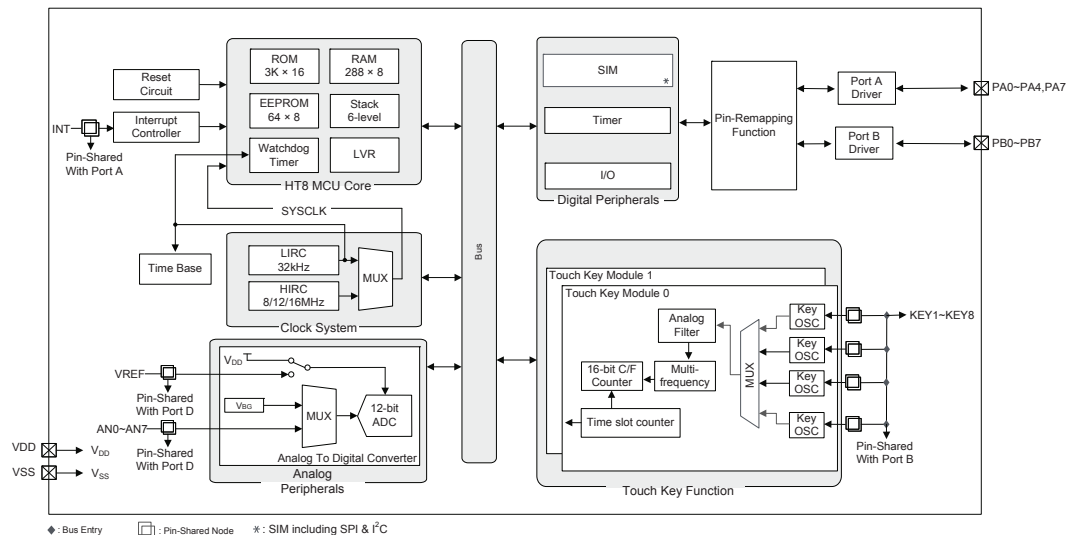 ROM
3K × 16
RAM
288 × 8
EEPROM
64 × 8
Stack
6-level
Watchdog
Timer
LVR
HT8 MCU Core
Reset
Circuit
INT
Interrupt
Controller
Pin-Shared
With Port A
SYSCLK
Time Base
LIRC
32kHz
HIRC
8/12/16MHz
MUX
Clock System
VDD
VREF
Pin-Shared
With Port D
VBG
AN0~AN7
Pin-Shared
With Port D
MUX
12-bit
ADC
Analog To Digital Converter
Analog
Peripherals
VDD
VDD
VSS
VSS
Bus
SIM
*
Timer
I/O
Digital Peripherals
Pin-Remapping
Function
Port A
Driver
PA0~PA4,PA7
Port B
Driver
PB0~PB7
Touch Key Module 1
Touch Key Module 0
Analog
Filter
16-bit C/F
Counter
Multi-
frequency
Time slot counter
MUX
Key
OSC
Key
OSC
Key
OSC
Key
OSC
KEY1~KEY8
Pin-Shared
With Port B
Touch Key Function
: Bus Entry
: Pin-Shared Node
* : SIM including SPI & I²C